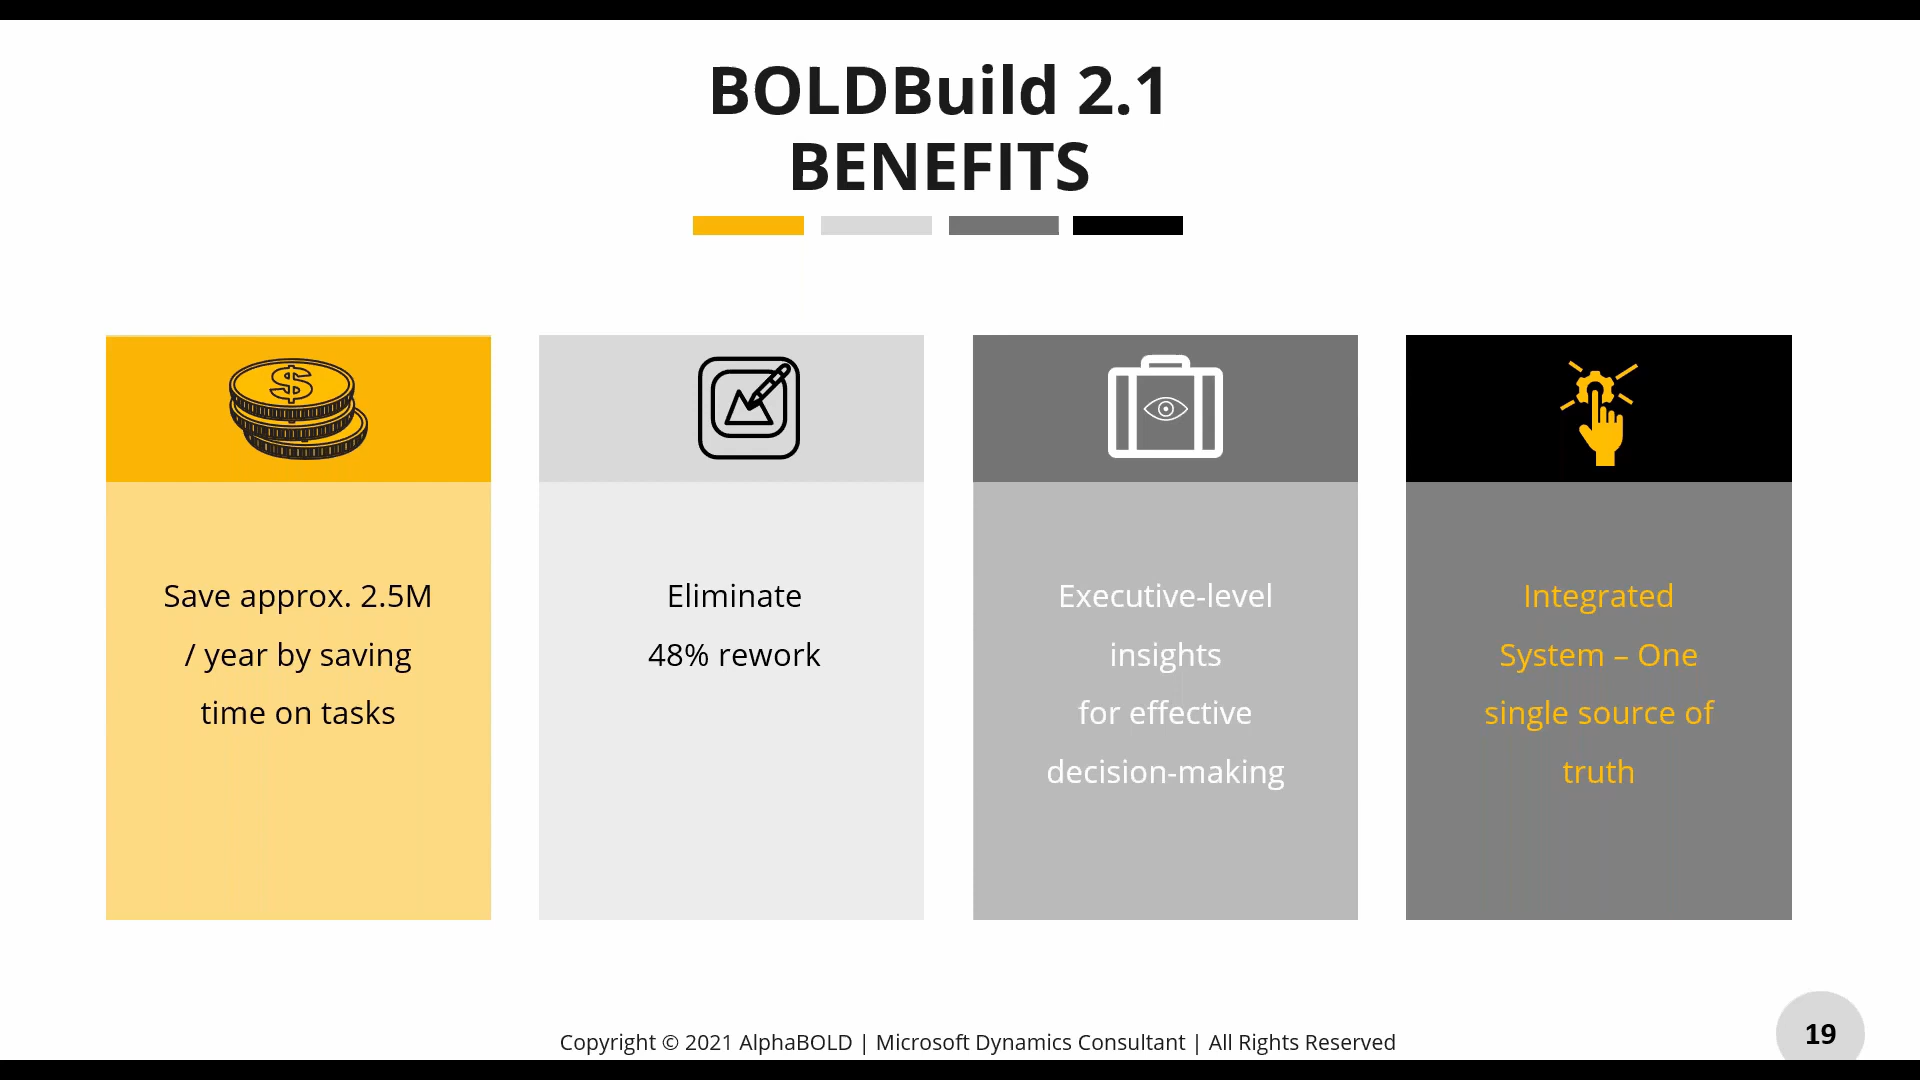 BOLDBuild 2.1
BENEFITS
$
Save approx. 2.5M
/ year by saving
time on tasks
Eliminate
48% rework
Executive-level
insights
for effective
decision-making
Integrated
System – One
single source of
truth
Copyright © 2021 AlphaBOLD | Microsoft Dynamics Consultant | All Rights Reserved
19